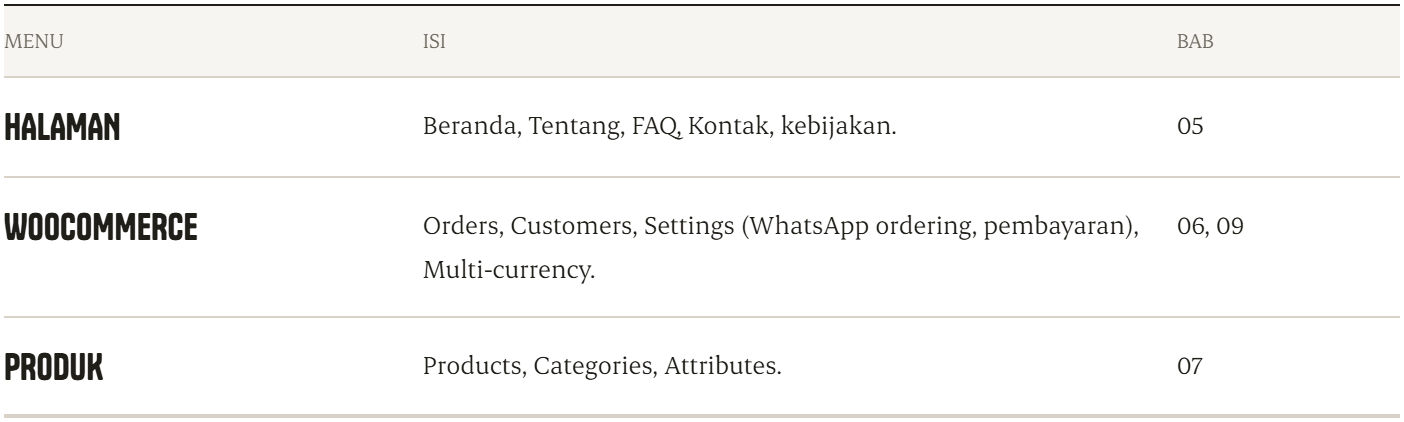 MENU ISI BAB
HALAMAN Beranda, Tentang, FAQ, Kontak, kebijakan. 05
WOOCOMMERCE Orders, Customers, Settings (WhatsApp ordering, pembayaran), 06, 09
Multi-currency.
PRODUK Products, Categories, Attributes. 07